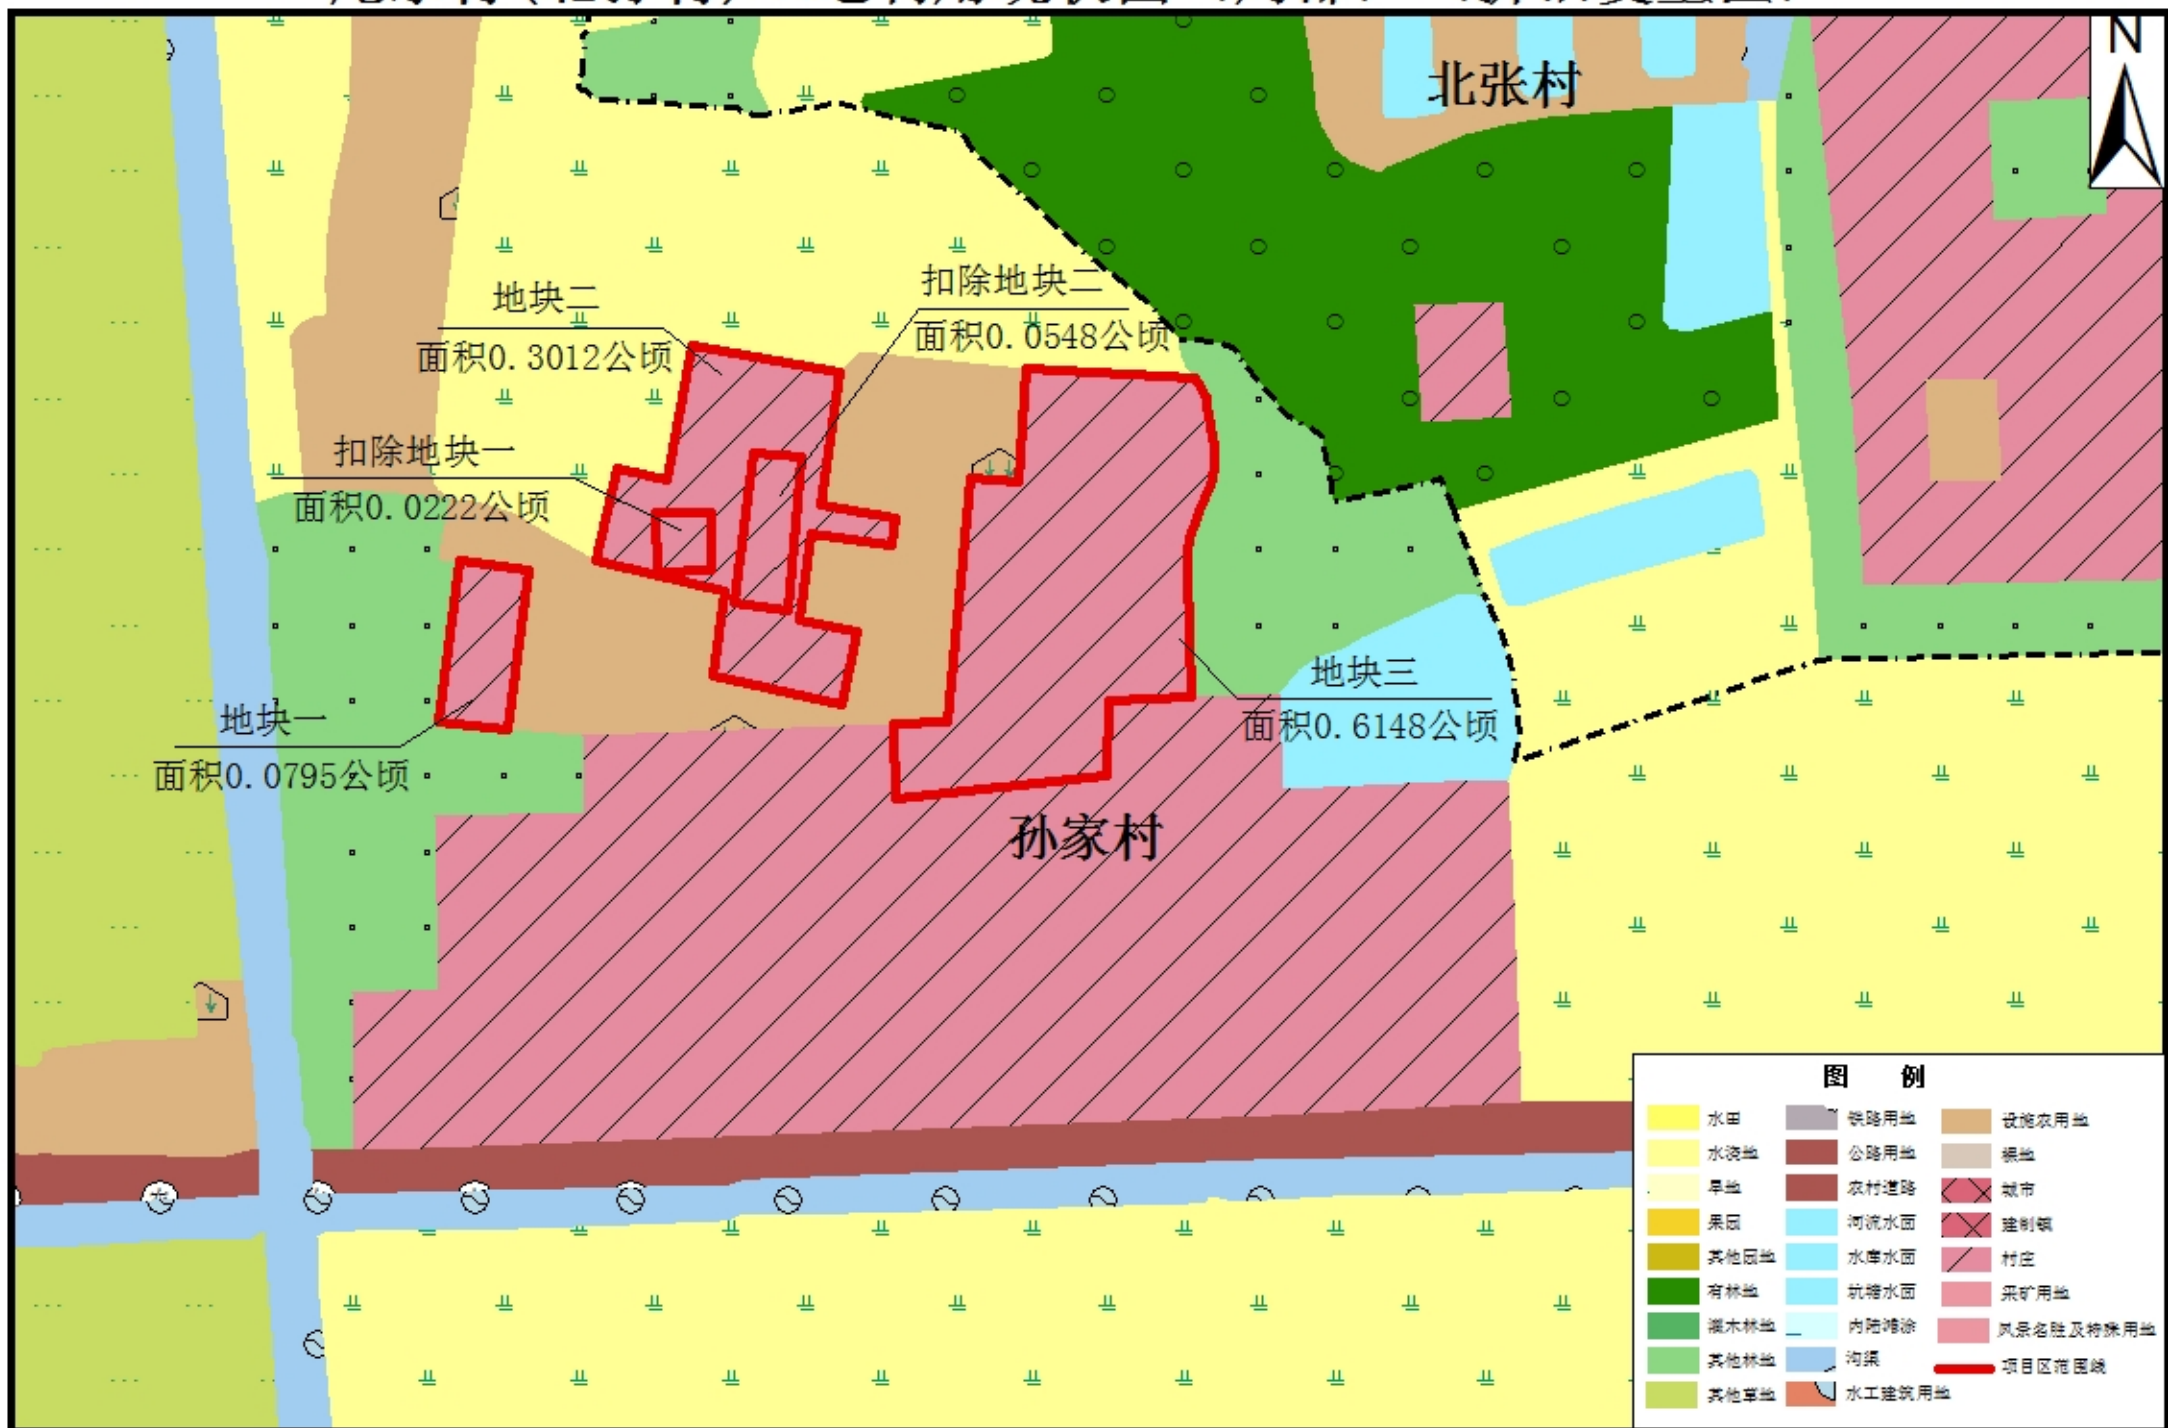 N
北张村
扣除地块二
面积0.0548公顷
地块二
面积0.3012公顷
扣除地块一
面积0.0222公顷
地块三
面积0.6148公顷
地块一
面积0.0795公顷
孙家村
图 例
水田
铁路用地
设施农用地
水浇地
公路用地
裸地
旱地
农村道路
城市
果园
河流水面
建制镇
其他园地
水库水面
村庄
有林地
坑塘水面
采矿用地
灌木林地
内陆滩涂
风景名胜及特殊用地
其他林地
沟渠
项目区范围线
其他草地
水工建筑用地